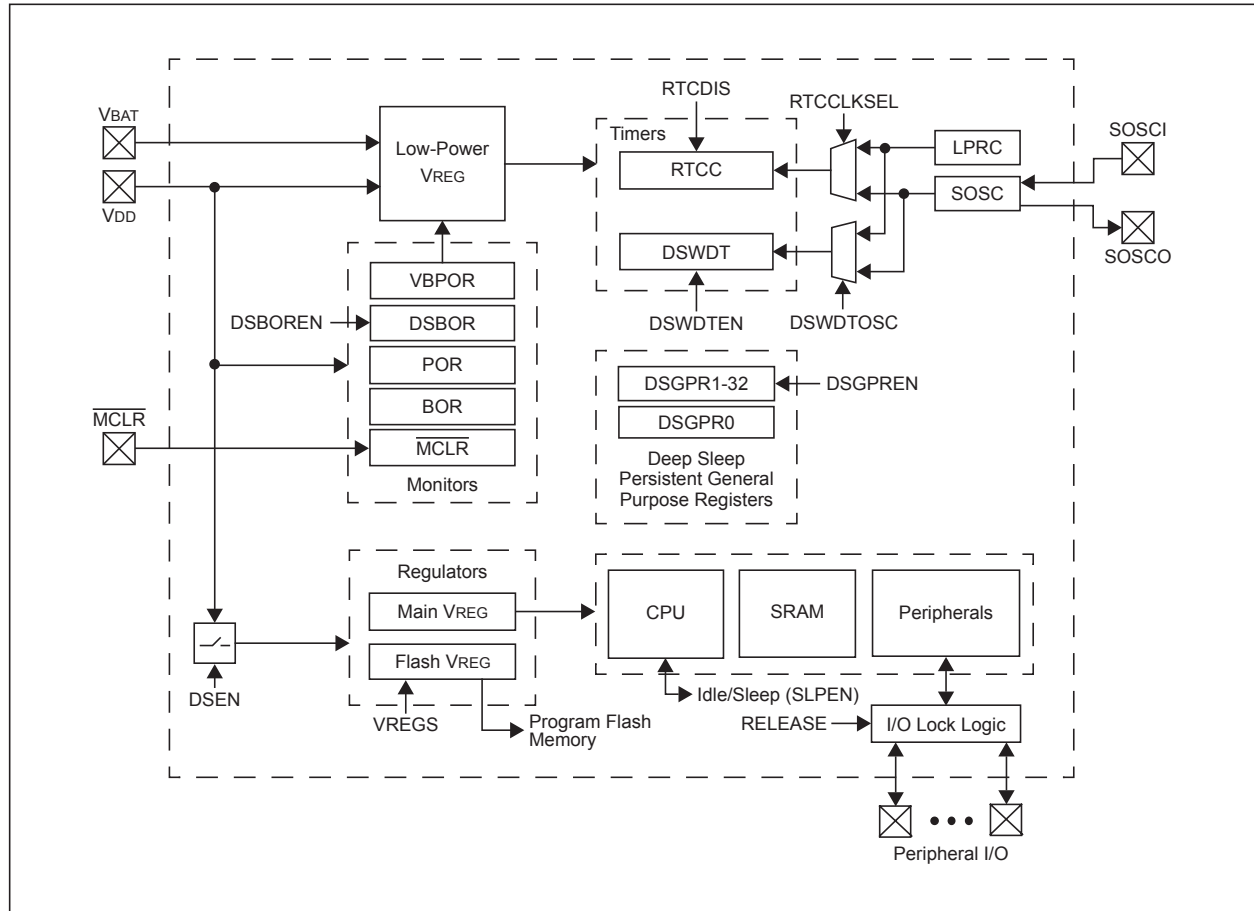 RTCDIS
RTCCLKSEL
VBAT
Timers
SOSCI
Low-Power
VREG
LPRC
RTCC
SOSC
VDD
SOSCO
DSWDT
VBPOR
DSBOREN
DSBOR
DSWDTEN
DSWDTOSC
POR
DSGPR1-32
DSGPREN
BOR
DSGPR0
MCLR
MCLR
Monitors
Deep Sleep
Persistent General
Purpose Registers
Regulators
Main VREG
CPU
SRAM
Peripherals
Flash VREG
DSEN
Idle/Sleep (SLPEN)
VREGS
Program Flash
Memory
RELEASE
I/O Lock Logic
Peripheral I/O